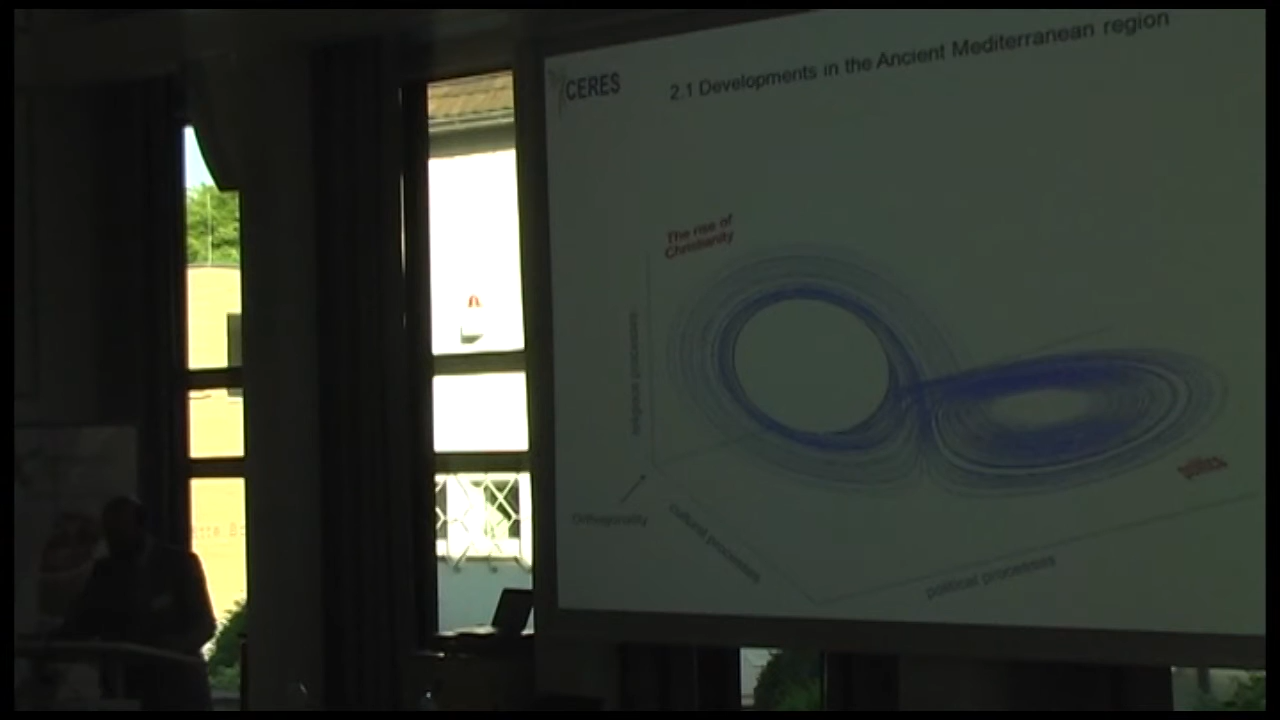 CERES
2.1 Developments in the Ancient Mediterranean region
The rise of
Christianity
religious semantics
Orthogonality
cultural processes
political processes
politics